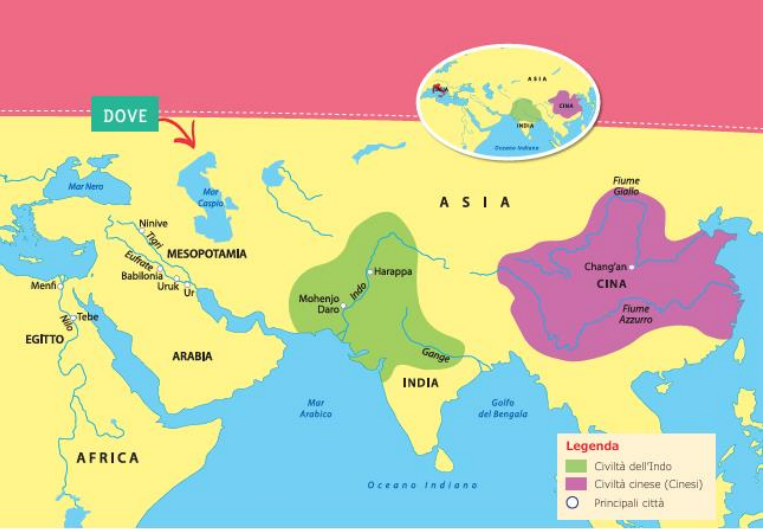 DOVE
ITALIA
ASIA
CINA
INDIA
Oceano Indiano
Mar Nero
Mar
Caspio
A S I A
Fiume
Giallo
Ninive
Tigri
MESOPOTAMIA
Eufrate
Babilonia
Uruk
Ur
Harappa
Chang'an
CINA
Menfi
Mohenjo
Daro
Indo
Nilo
Tebe
Fiume
Azzurro
EGITTO
ARABIA
Gange
INDIA
Mar
Arabico
Golfo
del Bengala
AFRICA
Oceano Indiano
Legenda
Civiltà dell'Indo
Civiltà cinese (Cinesi)
Principali città